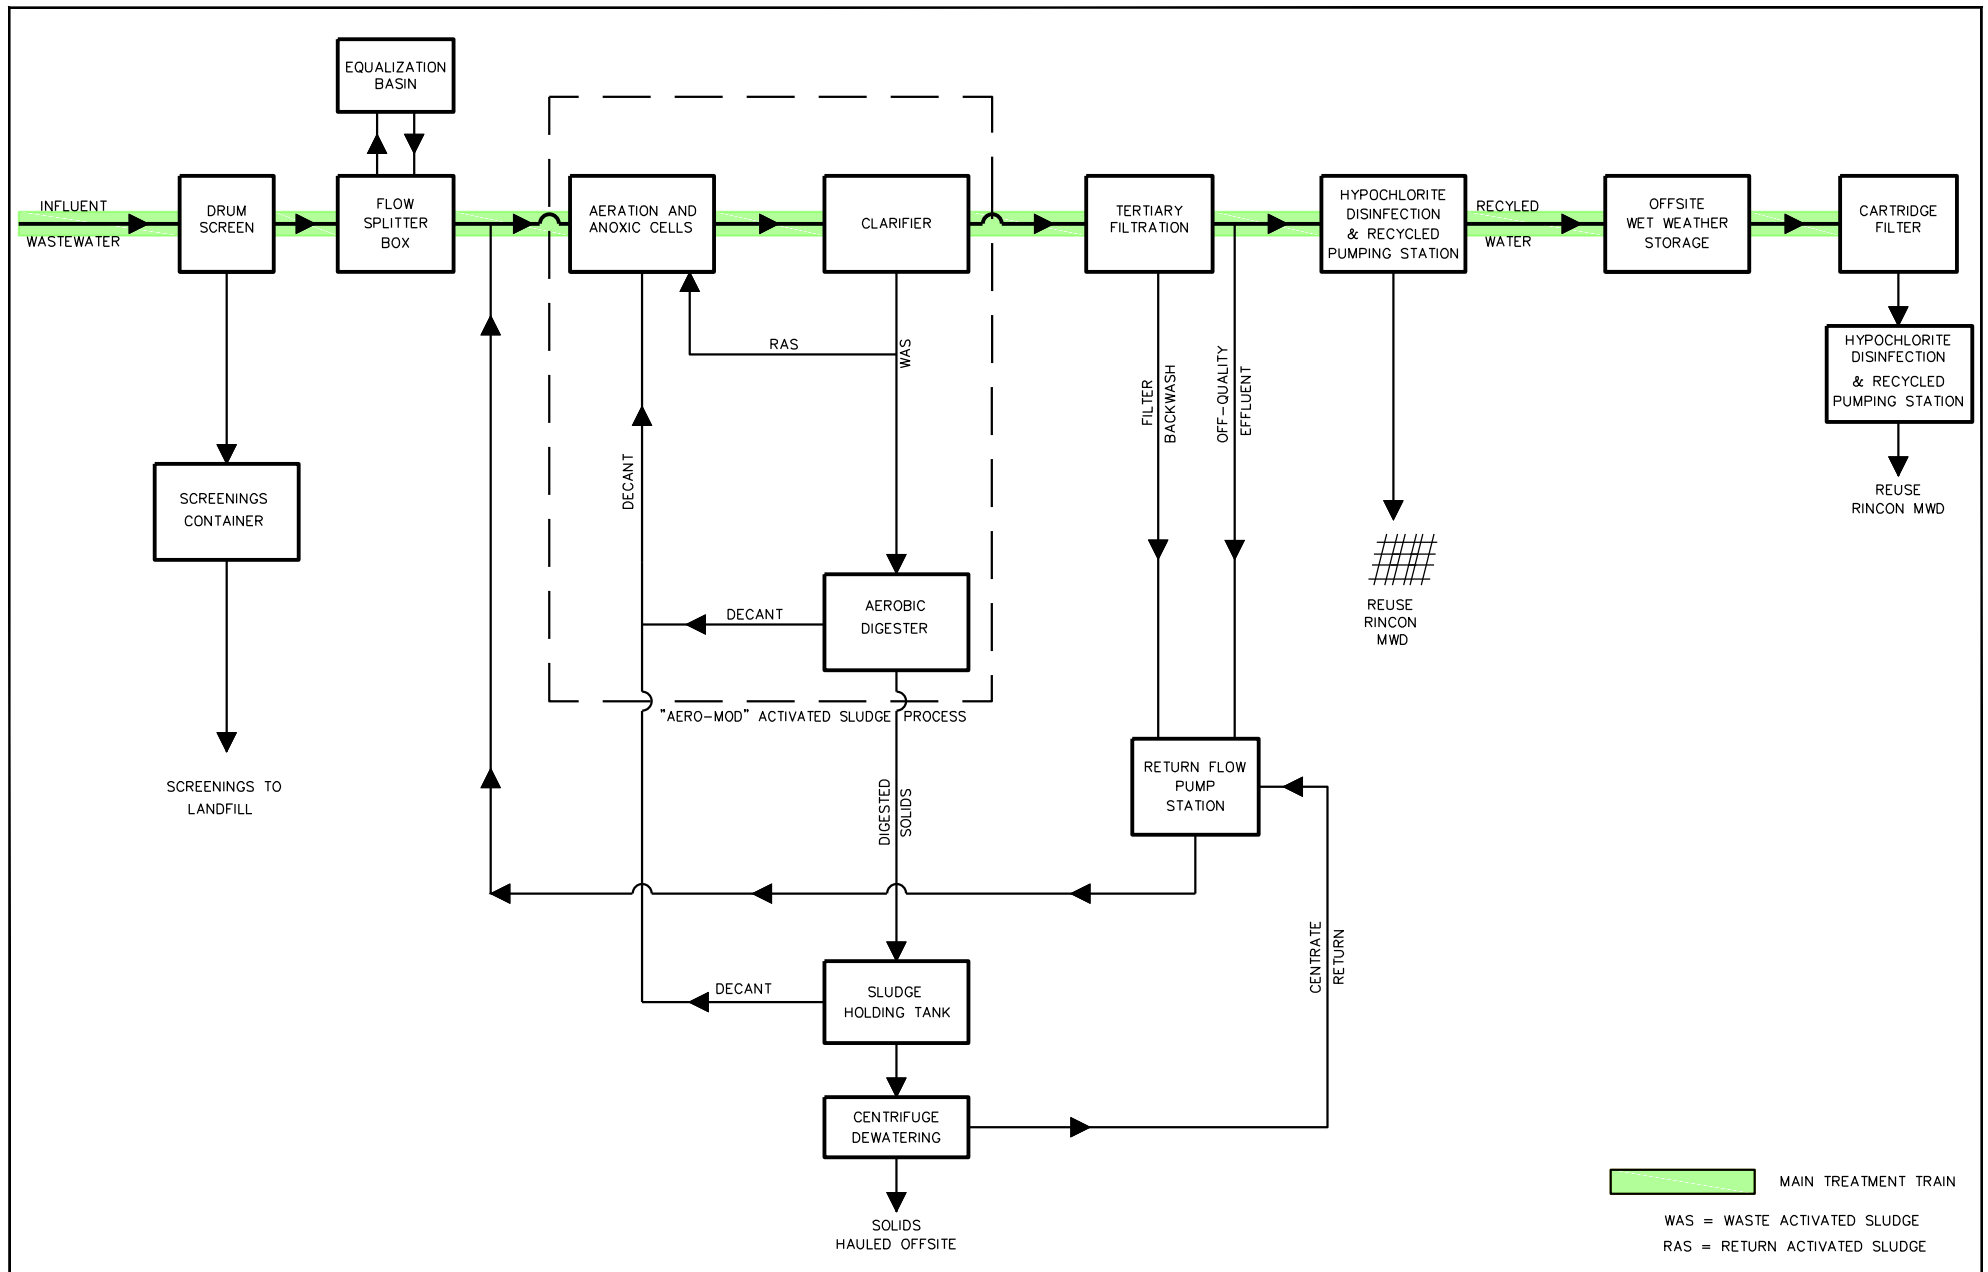 EQUALIZATION
BASIN
INFLUENT
WASTEWATER
DRUM
SCREEN
FLOW
SPLITTER
BOX
AERATION AND
ANOXIC CELLS
CLARIFIER
TERTIARY
FILTRATION
HYPOCHLORITE
DISINFECTION
& RECYCLED
PUMPING STATION
RECYLED
WATER
OFFSITE
WET WEATHER
STORAGE
CARTRIDGE
FILTER
HYPOCHLORITE
DISINFECTION
& RECYCLED
PUMPING STATION
REUSE
RINCON MWD
RAS
WAS
DECANT
FILTER
BACKWASH
OFF-QUALITY
EFFLUENT
SCREENINGS
CONTAINER
REUSE
RINCON
MWD
AEROBIC
DIGESTER
DECANT
"AERO-MOD" ACTIVATED SLUDGE PROCESS
SCREENINGS TO
LANDFILL
DIGESTED
SOLIDS
RETURN FLOW
PUMP
STATION
CENTRATE
RETURN
DECANT
SLUDGE
HOLDING TANK
CENTRIFUGE
DEWATERING
SOLIDS
HAULED OFFSITE
MAIN TREATMENT TRAIN
WAS = WASTE ACTIVATED SLUDGE
RAS = RETURN ACTIVATED SLUDGE